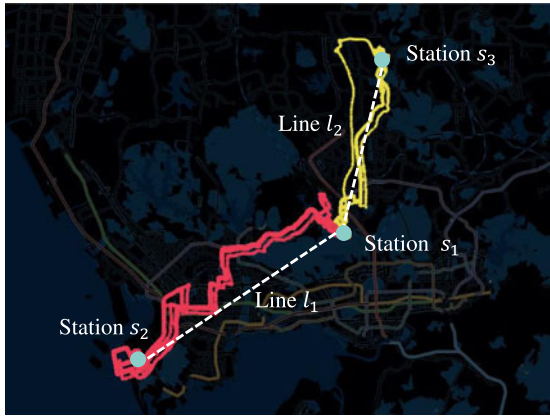 Station s₃
Line l₂
Station s₁
Line l₁
Station s₂